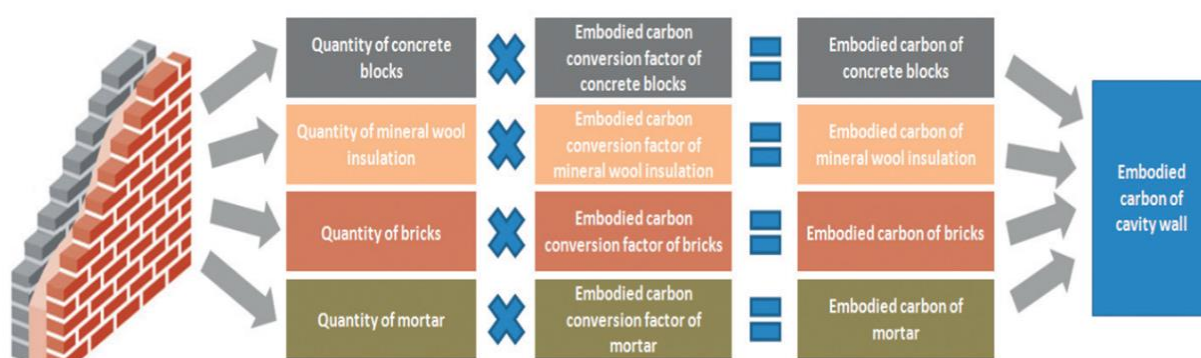 Quantity of concrete
blocks
Embodied carbon
conversion factor of
concrete blocks
Embodied carbon of
concrete blocks
Quantity of mineral wool
insulation
Embodied carbon
conversion factor of
mineral wool insulation
Embodied carbon of
mineral wool insulation
Quantity of bricks
Embodied carbon
conversion factor of bricks
Embodied carbon of bricks
Quantity of mortar
Embodied carbon
conversion factor of
mortar
Embodied carbon of
mortar
Embodied
carbon of
cavity wall